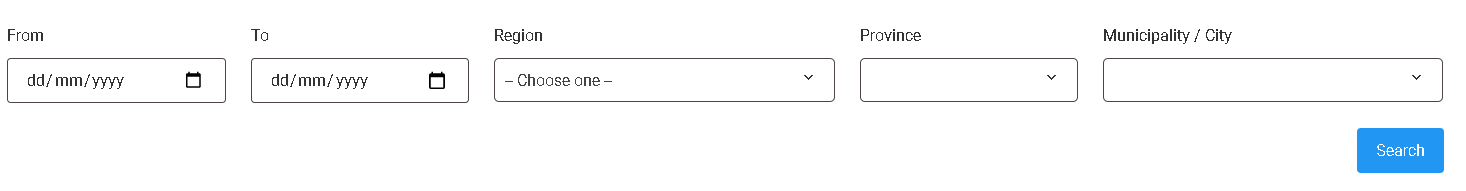 From To Region Province Municipality / City
dd/mm/yyyy dd/mm/yyyy – Choose one –
Search